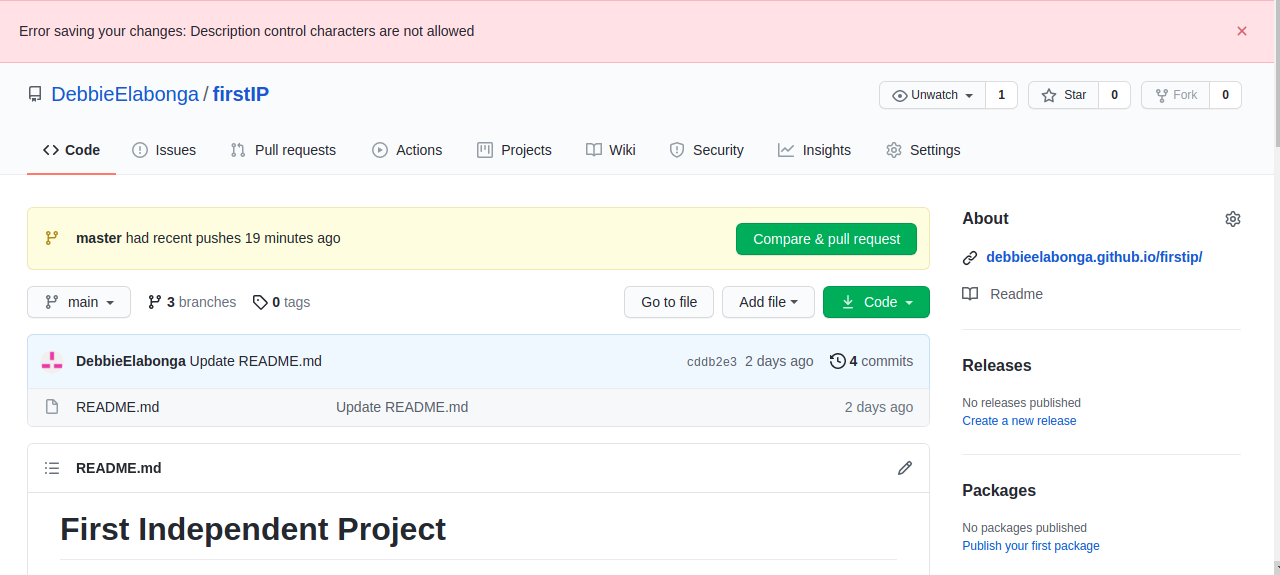 Error saving your changes: Description control characters are not allowed
DebbieElabonga / firstIP
Unwatch 1 Star 0 Fork 0
Code Issues Pull requests Actions Projects Wiki Security Insights Settings
master had recent pushes 19 minutes ago Compare & pull request
main 3 branches 0 tags Go to file Add file Code
DebbieElabonga Update README.md cddb2e3 2 days ago 4 commits
README.md Update README.md 2 days ago
README.md
First Independent Project
About
debbieelabonga.github.io/firstip/
Readme
Releases
No releases published
Create a new release
Packages
No packages published
Publish your first package